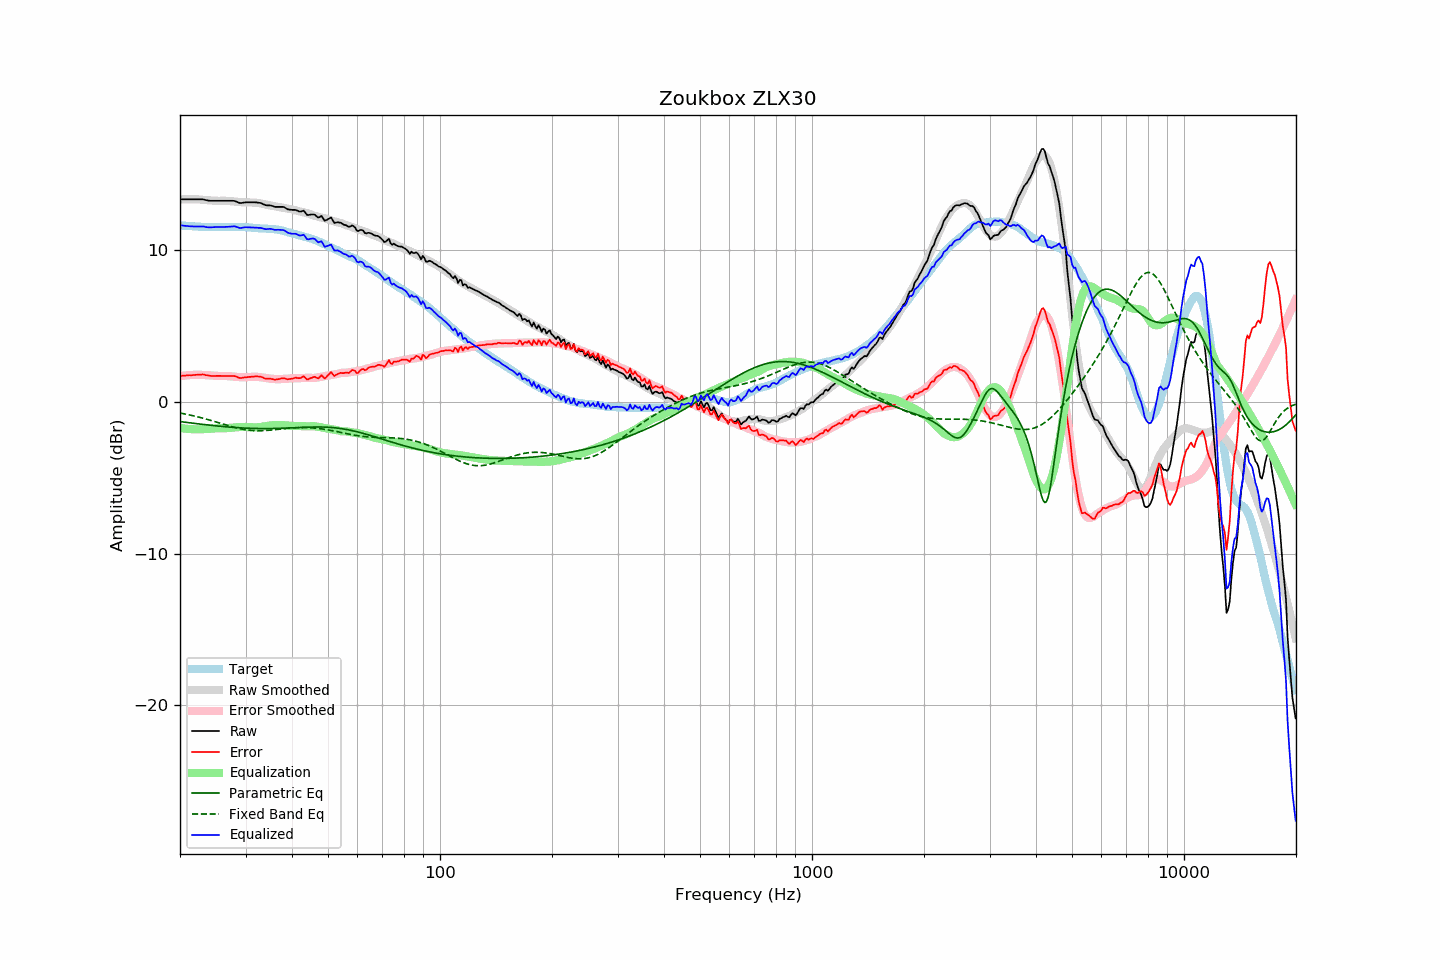 Zoukbox ZLX30
Amplitude (dBr)
10
0
−10
−20
Target
Raw Smoothed
Error Smoothed
Raw
Error
Equalization
Parametric Eq
Fixed Band Eq
Equalized
100
1000
10000
Frequency (Hz)